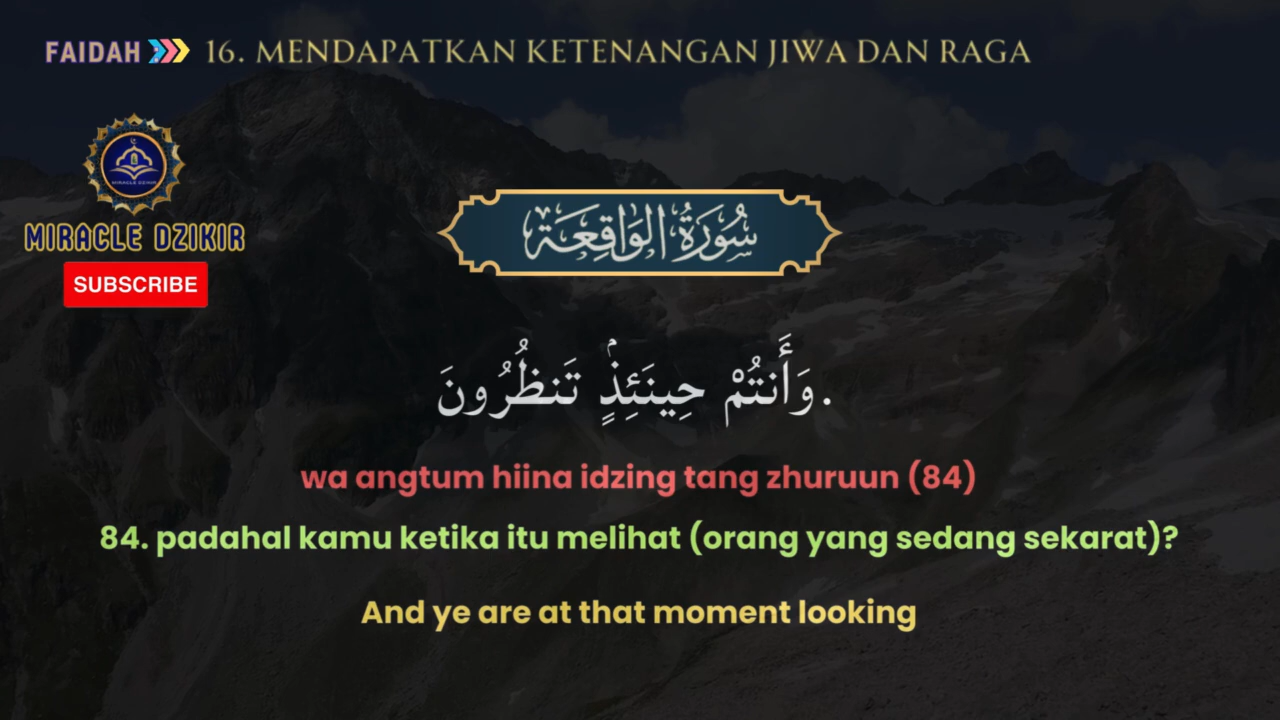 FAIDAH 16. MENDAPATKAN KETENANGAN JIWA DAN RAGA
MIRACLE DZIKIR
MIRACLE DZIKIR
SUBSCRIBE
سُورَةُ الوَاقِعَة
وَأَنتُمْ حِينَئِذٍۢ تَنظُرُونَ.
wa angtum hiina idzing tang zhuruun (84)
84. padahal kamu ketika itu melihat (orang yang sedang sekarat)?
And ye are at that moment looking